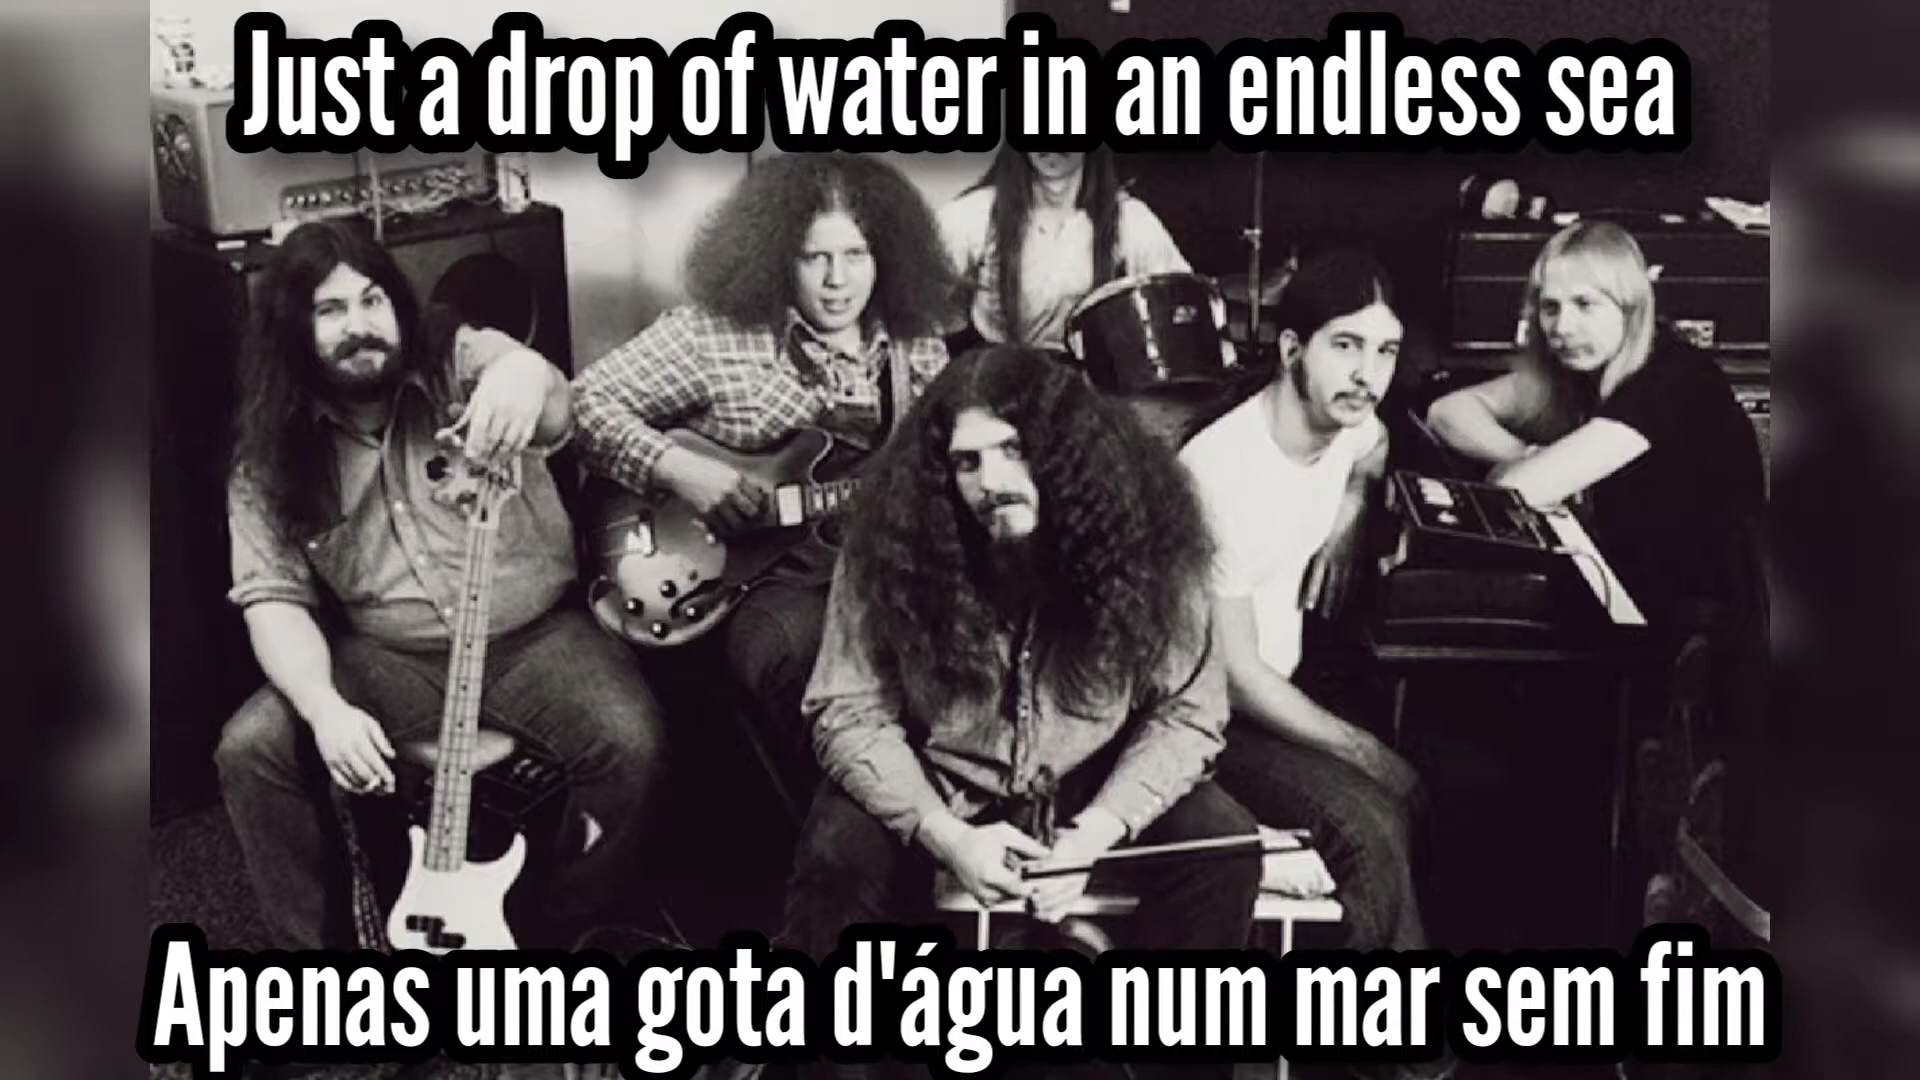 Just a drop of water in an endless sea
Apenas uma gota d'água num mar sem fim